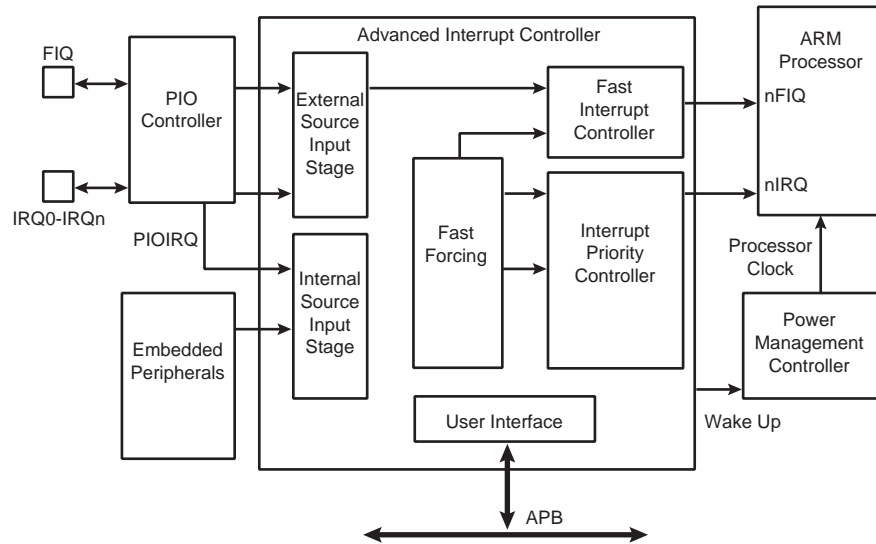 Advanced Interrupt Controller
FIQ
PIO
Controller
IRQ0-IRQn
PIOIRQ
Embedded
Peripherals
External
Source
Input
Stage
Internal
Source
Input
Stage
Fast
Forcing
Fast
Interrupt
Controller
Interrupt
Priority
Controller
User Interface
APB
ARM
Processor
nFIQ
nIRQ
Processor
Clock
Power
Management
Controller
Wake Up